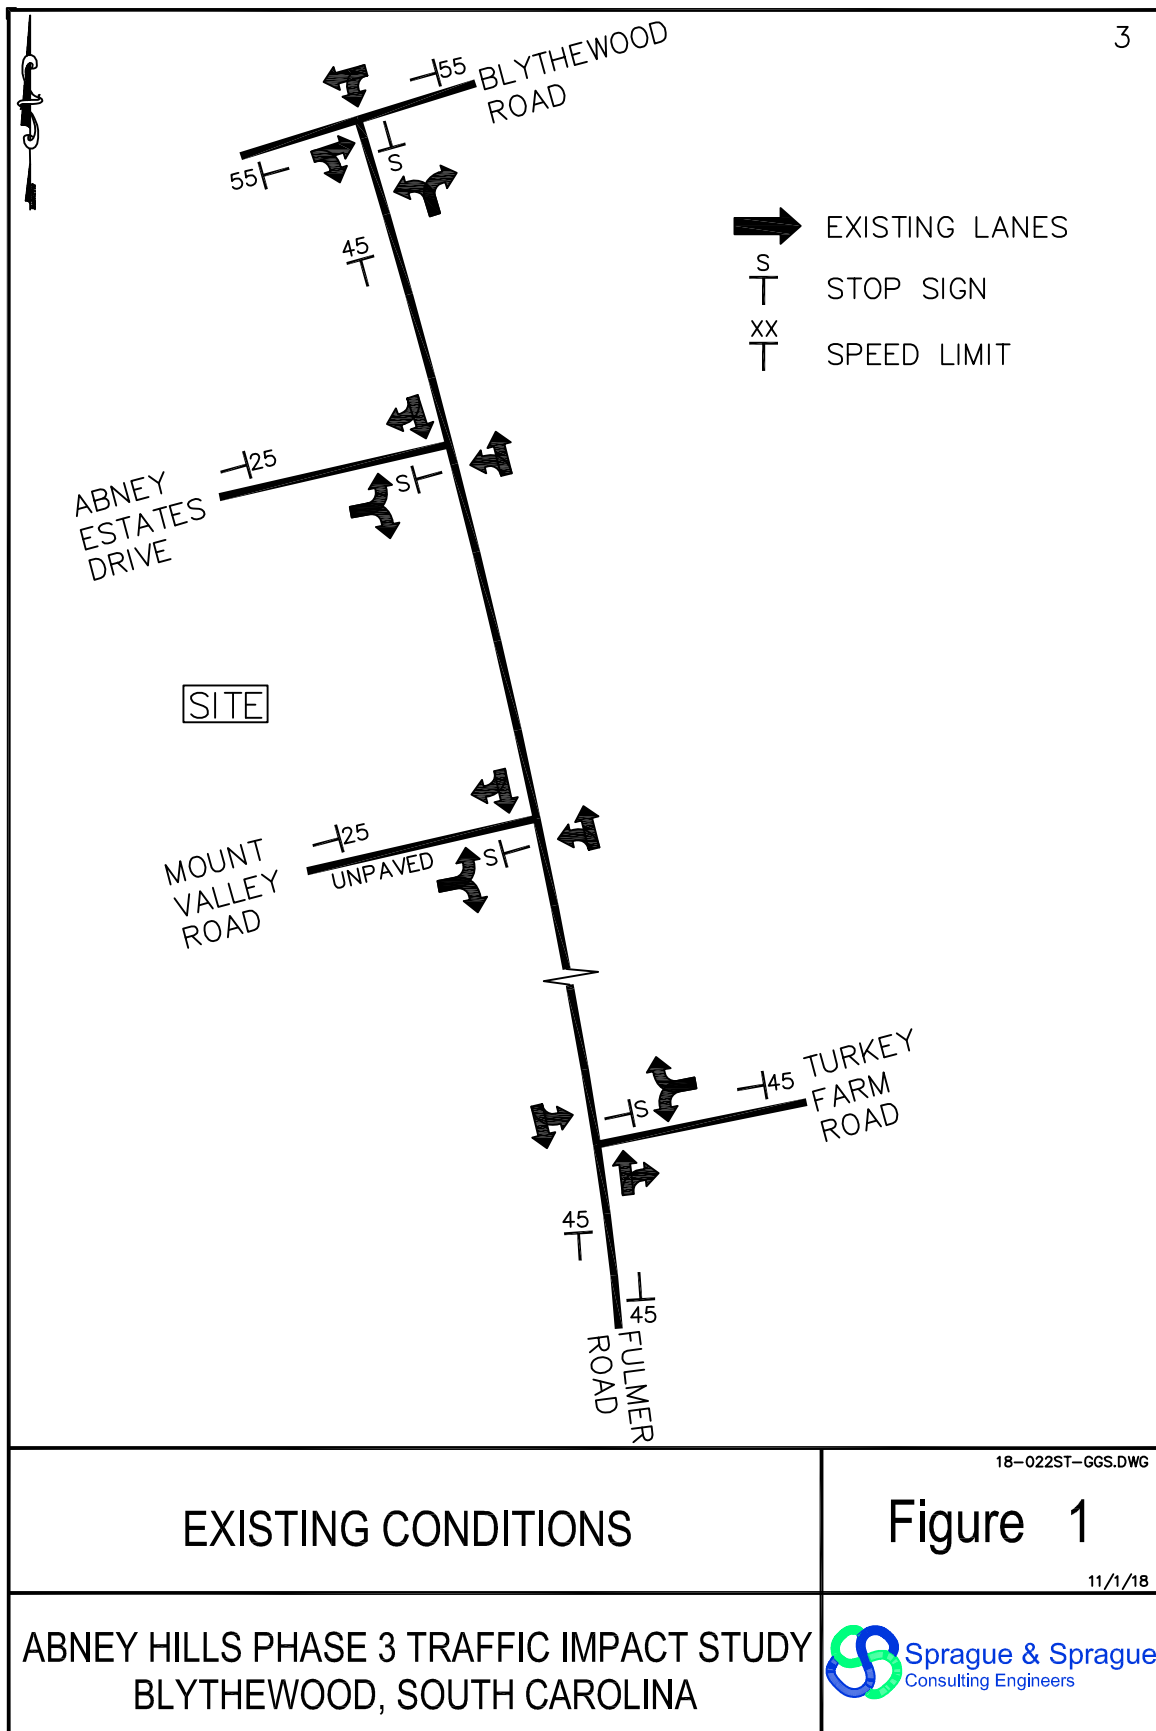 3
55
BLYTHEWOOD
ROAD
55
S
45
EXISTING LANES
S
STOP SIGN
XX
SPEED LIMIT
25
S
ABNEY
ESTATES
DRIVE
SITE
25
S
MOUNT
VALLEY
ROAD
UNPAVED
S
45
TURKEY
FARM
ROAD
45
45
FULMER
ROAD
18-022ST-GGS.DWG
EXISTING CONDITIONS
Figure 1
11/1/18
ABNEY HILLS PHASE 3 TRAFFIC IMPACT STUDY
BLYTHEWOOD, SOUTH CAROLINA
Sprague & Sprague
Consulting Engineers